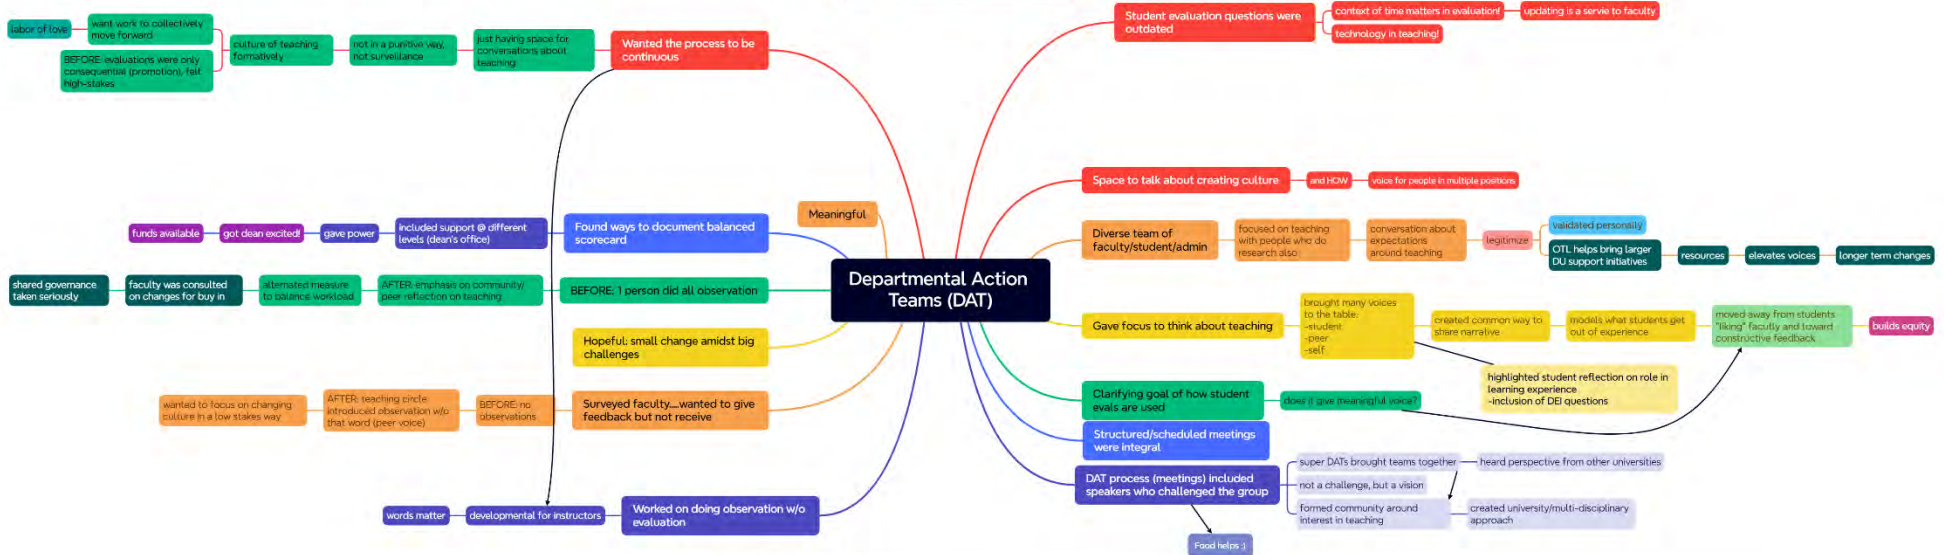 labor of love
want work to collectively
move forward
BEFORE: evaluations were only
consequential (promotion), felt
high-stakes
culture of teaching
formatively
not in a punitive way,
not surveillance
just having space for
conversations about
teaching
Wanted the process to be
continuous
Student evaluation questions were
outdated
context of time matters in evaluation!
updating is a servie to faculty
technology in teaching!
Space to talk about creating culture
and HOW
voice for people in multiple positions
Meaningful
funds available
got dean excited!
gave power
included support @ different
levels (dean's office)
Found ways to document balanced
scorecard
Diverse team of
faculty/student/admin
focused on teaching
with people who do
research also
conversation about
expectations
around teaching
legitimize
validated personally
OTL helps bring larger
DU support initiatives
resources
elevates voices
longer term changes
Departmental Action
Teams (DAT)
shared governance
taken seriously
faculty was consulted
on changes for buy in
alternated measure
to balance workload
AFTER: emphasis on community/
peer reflection on teaching
BEFORE: 1 person did all observation
Gave focus to think about teaching
brought many voices
to the table:
-student
-peer
-self
created common way to
share narrative
models what students get
out of experience
moved away from students
"liking" faculty and toward
constructive feedback
builds equity
highlighted student reflection on role in
learning experience
-inclusion of DEI questions
Hopeful: small change amidst big
challenges
Clarifying goal of how student
evals are used
does it give meaningful voice?
wanted to focus on changing
culture in a low stakes way
AFTER: teaching circle
introduced observation w/o
that word (peer voice)
BEFORE: no
observations
Surveyed faculty....wanted to give
feedback but not receive
Structured/scheduled meetings
were integral
DAT process (meetings) included
speakers who challenged the group
super DATs brought teams together
heard perspective from other universities
not a challenge, but a vision
formed community around
interest in teaching
created university/multi-disciplinary
approach
Food helps :)
words matter
developmental for instructors
Worked on doing observation w/o
evaluation